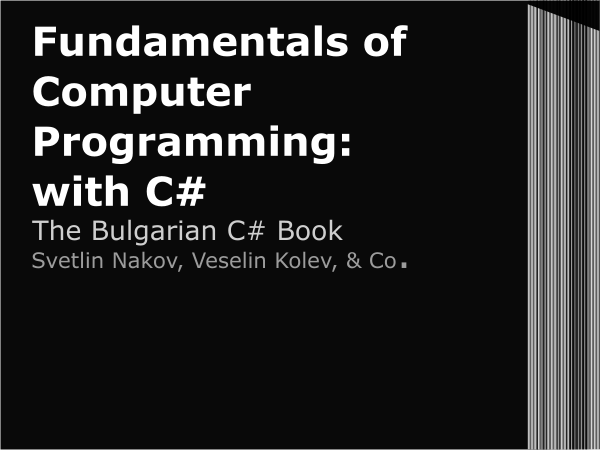 Fundamentals of
Computer
Programming:
with C#
The Bulgarian C# Book
Svetlin Nakov, Veselin Kolev, & Co.